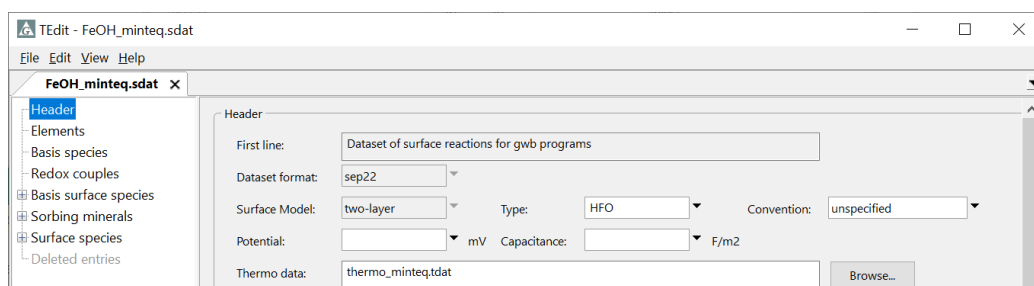 TEdit - FeOH_minteq.sdat
File Edit View Help
FeOH_minteq.sdat X
Header
Elements
Basis species
Redox couples
Basis surface species
Sorbing minerals
Surface species
Deleted entries
Header
First line: Dataset of surface reactions for gwb programs
Dataset format: sep22
Surface Model: two-layer Type: HFO Convention: unspecified
Potential: mV Capacitance: F/m2
Thermo data: thermo_minteq.tdat Browse...